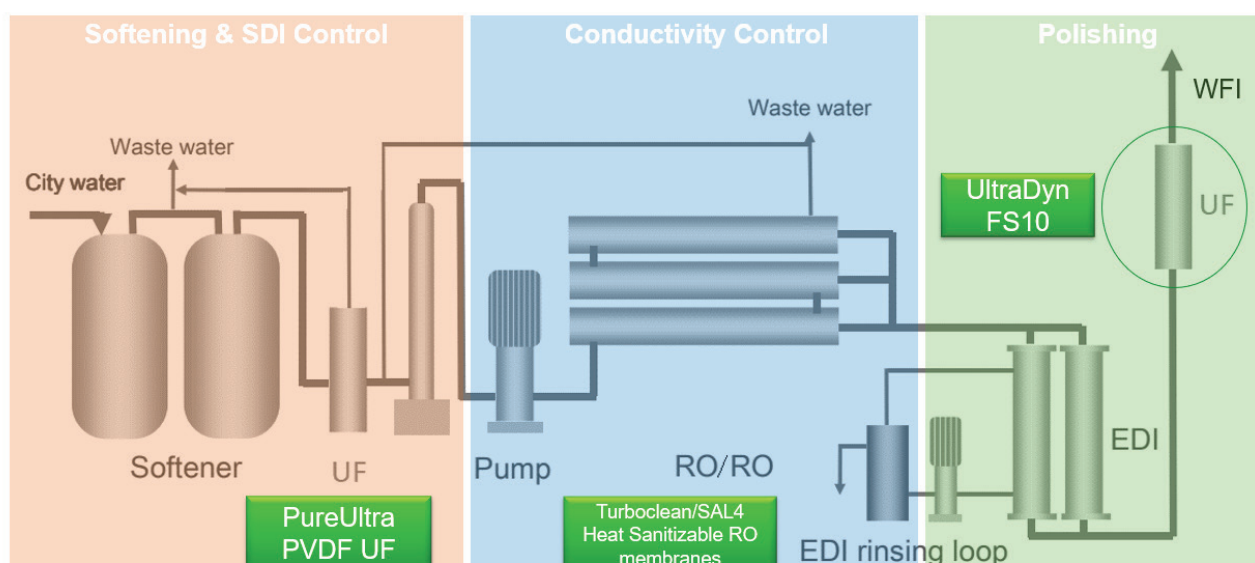 Softening & SDI Control
Conductivity Control
Polishing
WFI
Waste water
Waste water
City water
UltraDyn
FS10
UF
Softener
UF
Pump
RO/RO
EDI
PureUltra
PVDF UF
Turboclean/SAL4
Heat Sanitizable RO
membranes
EDI rinsing loop